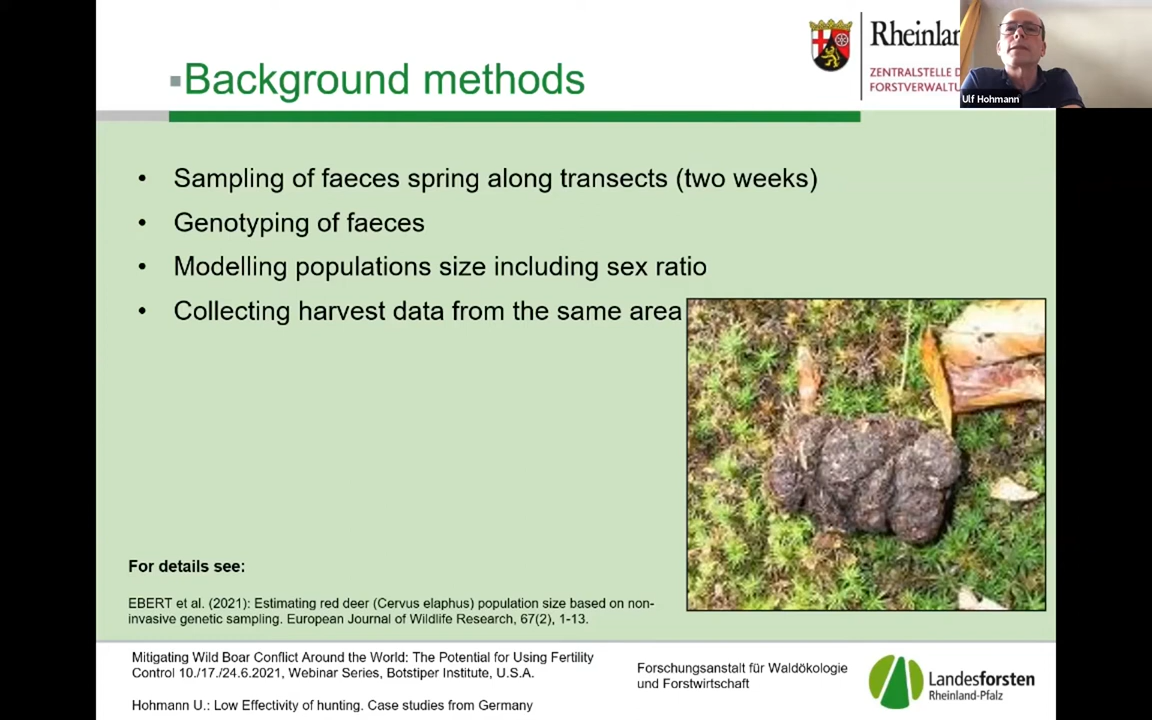 Background methods
Rheinlan
ZENTRALSTELLE D
FORSTVERWALTU
Ulf Hohmann
• Sampling of faeces spring along transects (two weeks)
• Genotyping of faeces
• Modelling populations size including sex ratio
• Collecting harvest data from the same area
For details see:
EBERT et al. (2021): Estimating red deer (Cervus elaphus) population size based on non-
invasive genetic sampling. European Journal of Wildlife Research, 67(2), 1-13.
Mitigating Wild Boar Conflict Around the World: The Potential for Using Fertility
Control 10./17./24.6.2021, Webinar Series, Botstiper Institute, U.S.A.
Hohmann U.: Low Effectivity of hunting. Case studies from Germany
Forschungsanstalt für Waldökologie
und Forstwirtschaft
Landesforsten
Rheinland-Pfalz